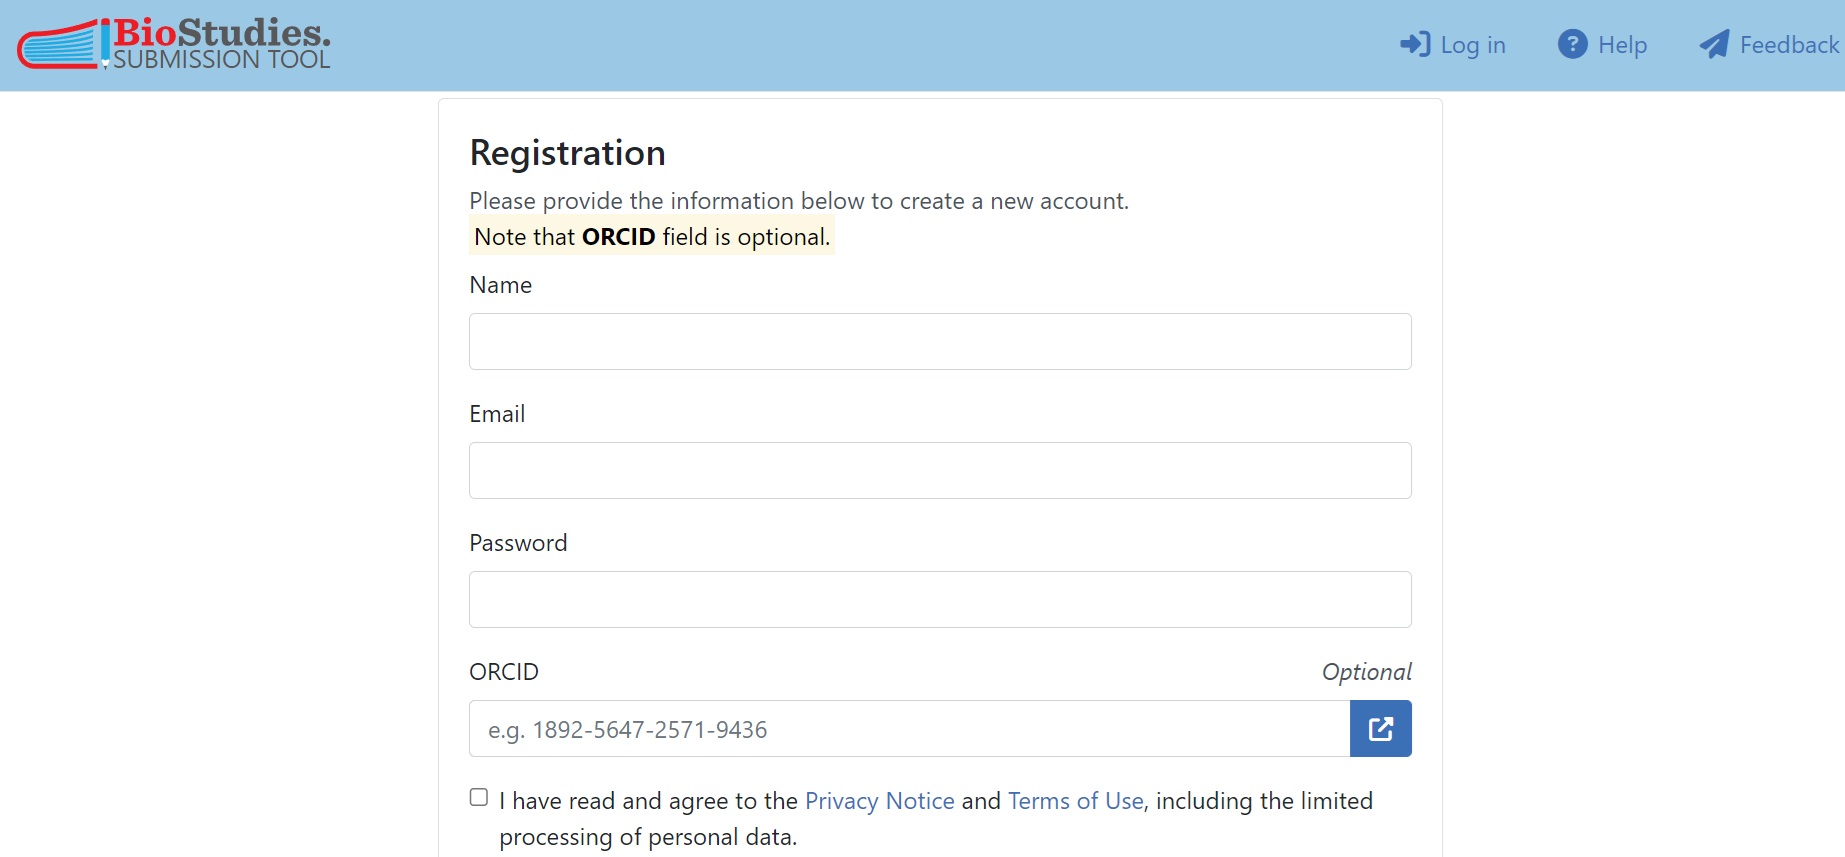 BioStudies.
SUBMISSION TOOL
Log in
Help
Feedback
Registration
Please provide the information below to create a new account.
Note that ORCID field is optional.
Name
Email
Password
ORCID
Optional
e.g. 1892-5647-2571-9436
I have read and agree to the Privacy Notice and Terms of Use, including the limited
processing of personal data.